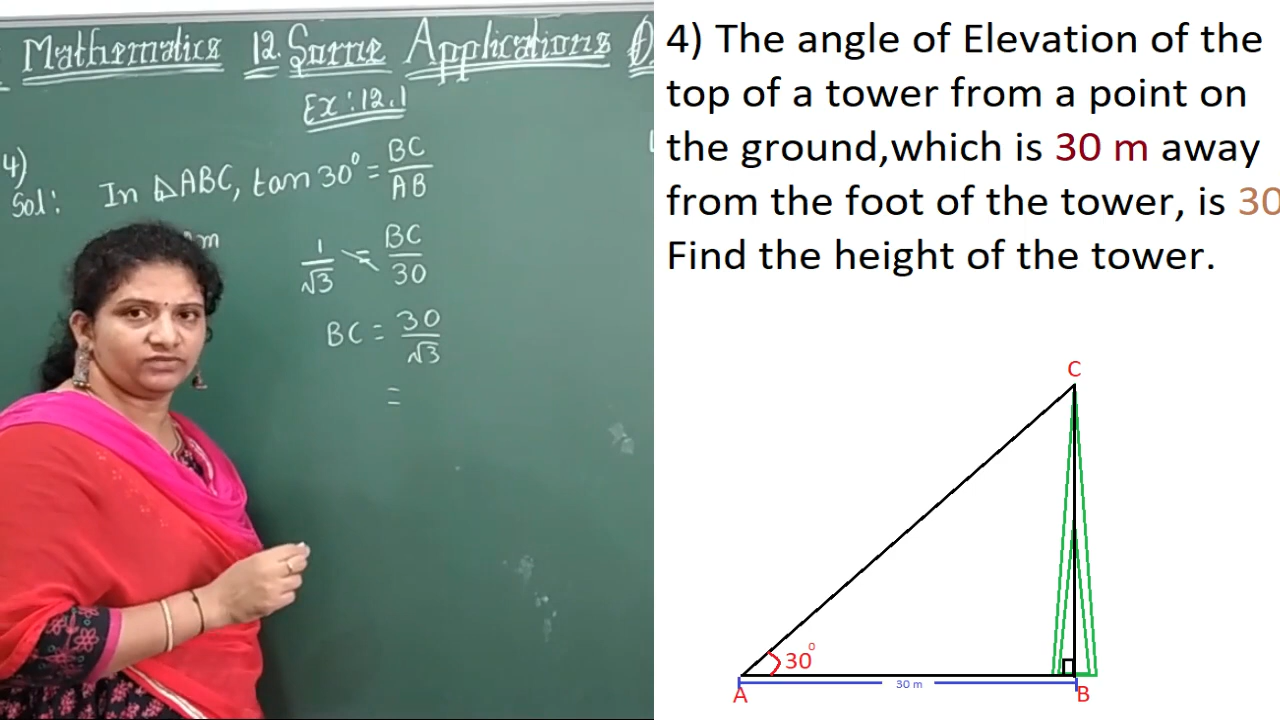 Mathematics 12. Some Applications Of
Ex: 12.1
4)
Sol: In △ABC, tan 30° = BC/AB
m
1/√3 = BC/30
BC = 30/√3
=
4) The angle of Elevation of the
top of a tower from a point on
the ground,which is 30 m away
from the foot of the tower, is 30
Find the height of the tower.
C
30°
30 m
A
B